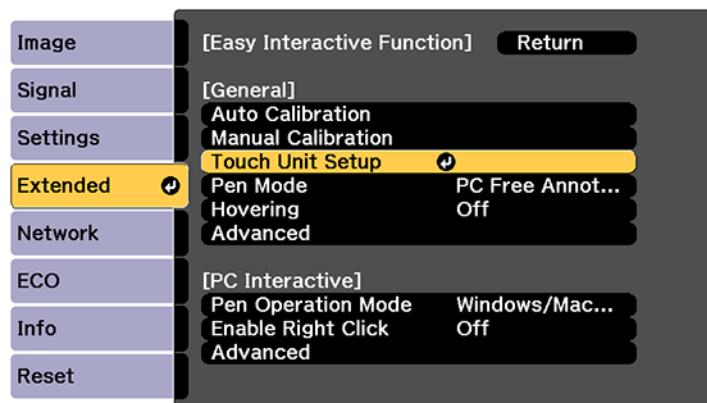 Image
Signal
Settings
Extended
Network
ECO
Info
Reset
[Easy Interactive Function] Return
[General]
Auto Calibration
Manual Calibration
Touch Unit Setup
Pen Mode PC Free Annot...
Hovering Off
Advanced
[PC Interactive]
Pen Operation Mode Windows/Mac...
Enable Right Click Off
Advanced